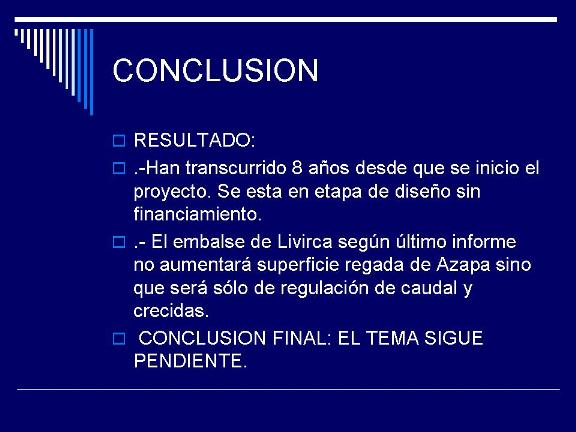 CONCLUSION
RESULTADO:
. -Han transcurrido 8 años desde que se inicio el
proyecto. Se esta en etapa de diseño sin
financiamiento.
. - El embalse de Livirca según último informe
no aumentará superficie regada de Azapa sino
que será sólo de regulación de caudal y
crecidas.
CONCLUSION FINAL: EL TEMA SIGUE
PENDIENTE.